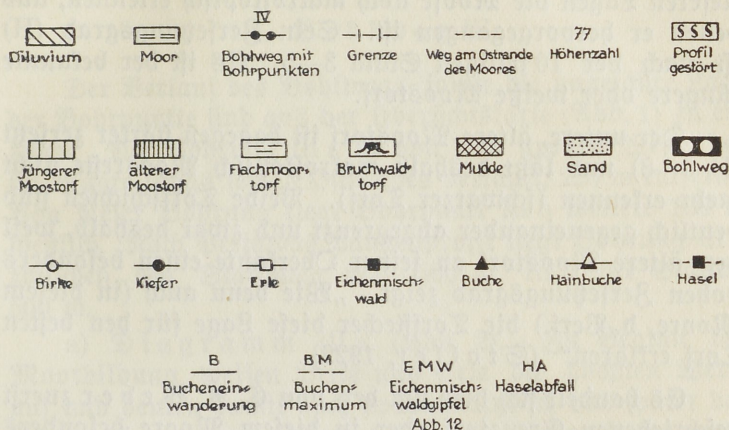 IV
77
S S S
Diluvium Moor Bohlweg mit Bohrpunkten Grenze Weg am Ostrande des Moores Höhenzahl Profil gestört
jüngerer Moostorf älterer Moostorf Flachmoor-torf Bruchwald-torf Mudde Sand Bohlweg
Birke Kiefer Erle Eichenmisch-wald Buche Hainbuche Hasel
B BM EMW HA
Buchenein-wanderung Buchen-maximum Eichenmisch-waldgipfel Haselabfall
Abb. 12